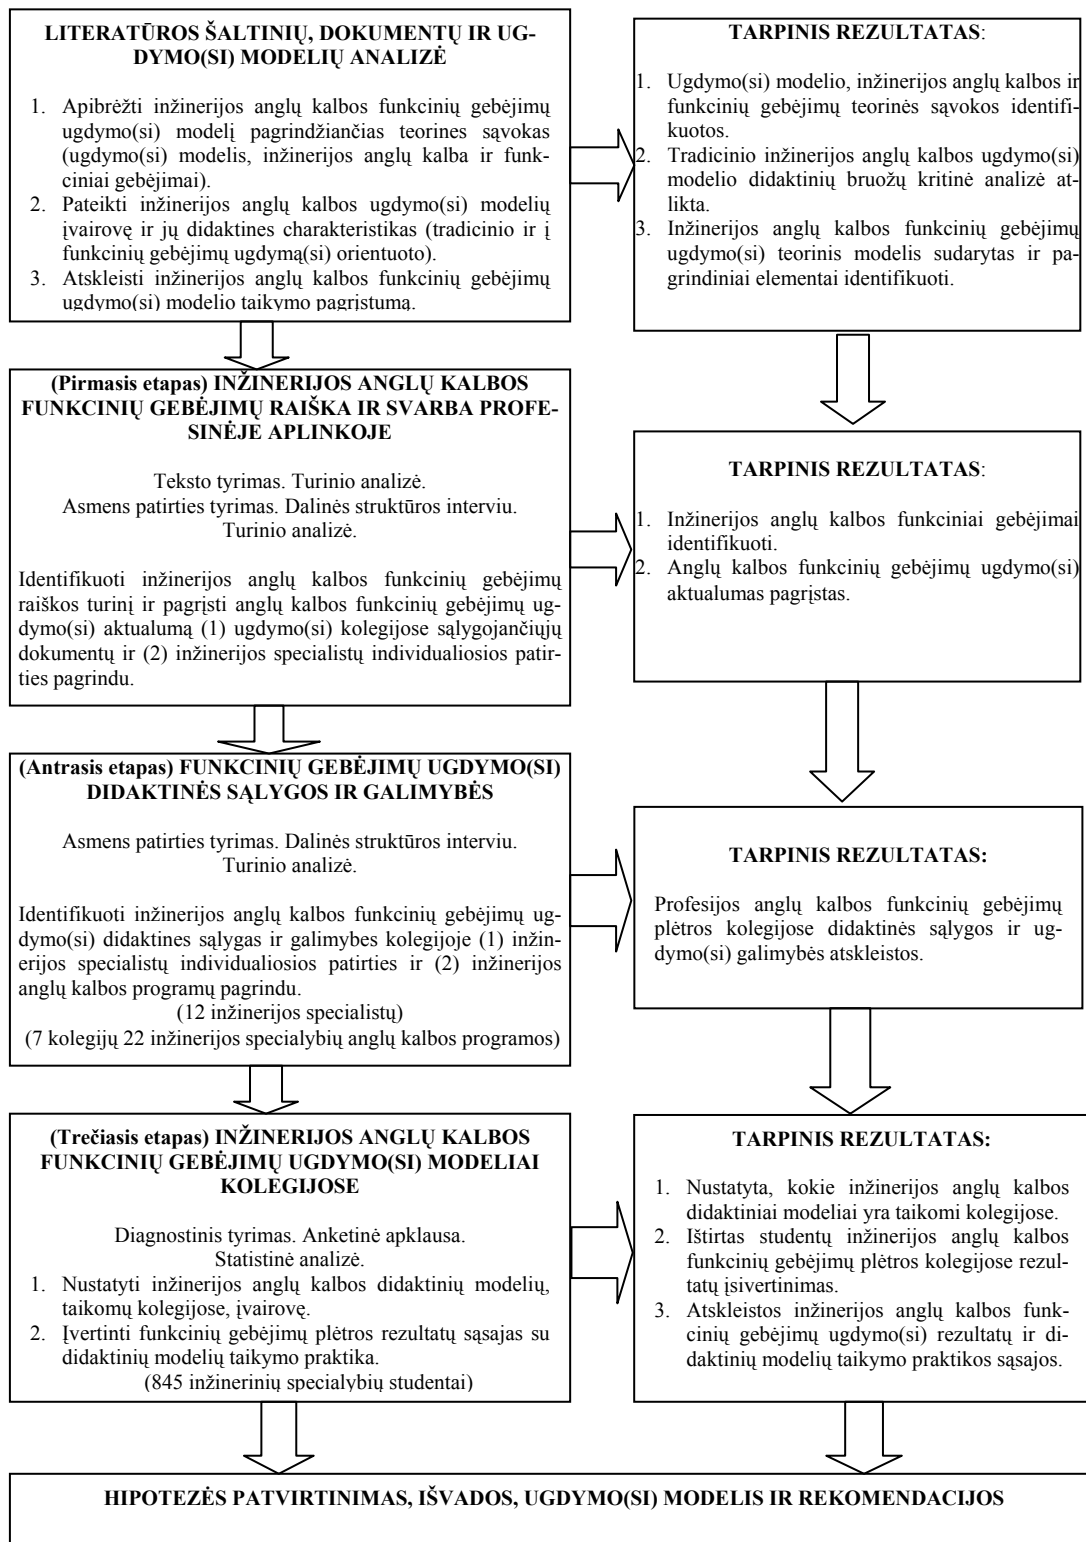 LITERATŪROS ŠALTINIŲ, DOKUMENTŲ IR UG-
DYMO(SI) MODELIŲ ANALIZĖ
1. Apibrėžti inžinerijos anglų kalbos funkcinių gebėjimų
ugdymo(si) modelį pagrindžiančias teorines sąvokas
(ugdymo(si) modelis, inžinerijos anglų kalba ir funk-
ciniai gebėjimai).
2. Pateikti inžinerijos anglų kalbos ugdymo(si) modelių
įvairovę ir jų didaktines charakteristikas (tradicinio ir į
funkcinių gebėjimų ugdymą(si) orientuoto).
3. Atskleisti inžinerijos anglų kalbos funkcinių gebėjimų
ugdymo(si) modelio taikymo pagrįstumą.
TARPINIS REZULTATAS:
1. Ugdymo(si) modelio, inžinerijos anglų kalbos ir
funkcinių gebėjimų teorinės sąvokos identifi-
kuotos.
2. Tradicinio inžinerijos anglų kalbos ugdymo(si)
modelio didaktinių bruožų kritinė analizė at-
likta.
3. Inžinerijos anglų kalbos funkcinių gebėjimų
ugdymo(si) teorinis modelis sudarytas ir pa-
grindiniai elementai identifikuoti.
(Pirmasis etapas) INŽINERIJOS ANGLŲ KALBOS
FUNKCINIŲ GEBĖJIMŲ RAIŠKA IR SVARBA PROFE-
SINĖJE APLINKOJE
Teksto tyrimas. Turinio analizė.
Asmens patirties tyrimas. Dalinės struktūros interviu.
Turinio analizė.
Identifikuoti inžinerijos anglų kalbos funkcinių gebėjimų
raiškos turinį ir pagrįsti anglų kalbos funkcinių gebėjimų ug-
dymo(si) aktualumą (1) ugdymo(si) kolegijose sąlygojančiųjų
dokumentų ir (2) inžinerijos specialistų individualiosios patir-
ties pagrindu.
TARPINIS REZULTATAS:
1. Inžinerijos anglų kalbos funkciniai gebėjimai
identifikuoti.
2. Anglų kalbos funkcinių gebėjimų ugdymo(si)
aktualumas pagrįstas.
(Antrasis etapas) FUNKCINIŲ GEBĖJIMŲ UGDYMO(SI)
DIDAKTINĖS SĄLYGOS IR GALIMYBĖS
Asmens patirties tyrimas. Dalinės struktūros interviu.
Turinio analizė.
Identifikuoti inžinerijos anglų kalbos funkcinių gebėjimų ug-
dymo(si) didaktines sąlygas ir galimybes kolegijoje (1) inžin-
erijos specialistų individualiosios patirties ir (2) inžinerijos
anglų kalbos programų pagrindu.
(12 inžinerijos specialistų)
(7 kolegijų 22 inžinerijos specialybių anglų kalbos programos)
TARPINIS REZULTATAS:
Profesijos anglų kalbos funkcinių gebėjimų
plėtros kolegijose didaktinės sąlygos ir ug-
dymo(si) galimybės atskleistos.
(Trečiasis etapas) INŽINERIJOS ANGLŲ KALBOS
FUNKCINIŲ GEBĖJIMŲ UGDYMO(SI) MODELIAI
KOLEGIJOSE
Diagnostinis tyrimas. Anketinė apklausa.
Statistinė analizė.
1. Nustatyti inžinerijos anglų kalbos didaktinių modelių,
taikomų kolegijose, įvairovę.
2. Įvertinti funkcinių gebėjimų plėtros rezultatų sąsajas su
didaktinių modelių taikymo praktika.
(845 inžinerinių specialybių studentai)
TARPINIS REZULTATAS:
1. Nustatyta, kokie inžinerijos anglų kalbos
didaktiniai modeliai yra taikomi kolegijose.
2. Ištirtas studentų inžinerijos anglų kalbos
funkcinių gebėjimų plėtros kolegijose rezul-
tatų įsivertinimas.
3. Atskleistos inžinerijos anglų kalbos funk-
cinių gebėjimų ugdymo(si) rezultatų ir di-
daktinių modelių taikymo praktikos sąsajos.
HIPOTEZĖS PATVIRTINIMAS, IŠVADOS, UGDYMO(SI) MODELIS IR REKOMENDACIJOS